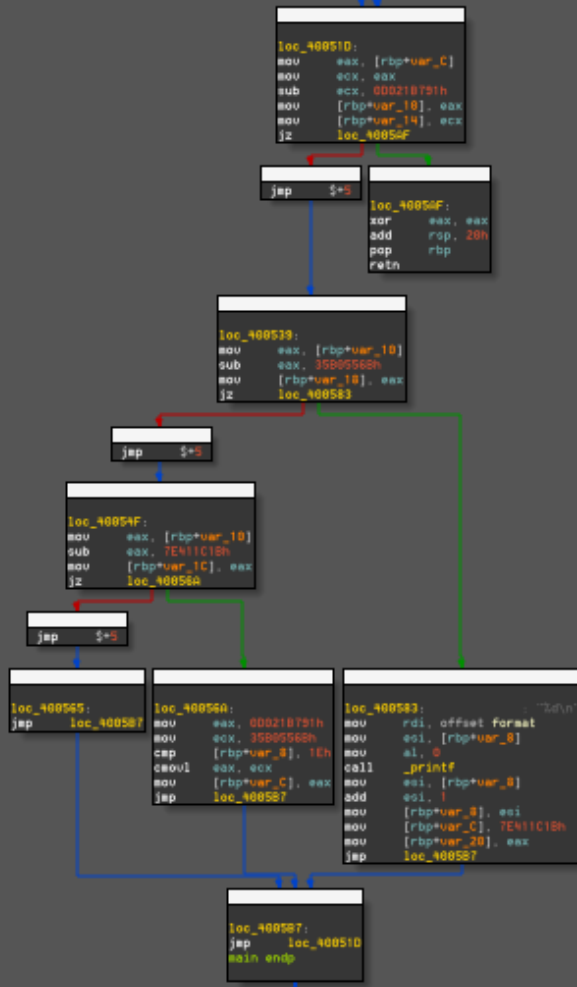 loc_40051D:
mov eax, [rbp+var_C]
mov ecx, eax
sub ecx, 0DD21B791h
mov [rbp+var_10], eax
mov [rbp+var_14], ecx
jz loc_4005AF
jmp $+5
loc_4005AF:
xor eax, eax
add rsp, 20h
pop rbp
retn
loc_400539:
mov eax, [rbp+var_10]
sub eax, 35B0556Bh
mov [rbp+var_18], eax
jz loc_400583
jmp $+5
loc_40054F:
mov eax, [rbp+var_10]
sub eax, 7E411C1Bh
mov [rbp+var_1C], eax
jz loc_40056A
jmp $+5
loc_400565:
jmp loc_4005B7
loc_40056A:
mov eax, 0DD21B791h
mov ecx, 35B0556Bh
cmp [rbp+var_8], 1Eh
cmovl eax, ecx
mov [rbp+var_C], eax
jmp loc_4005B7
loc_400583: ; "%d\n"
mov rdi, offset format
mov esi, [rbp+var_8]
mov al, 0
call _printf
mov esi, [rbp+var_8]
add esi, 1
mov [rbp+var_8], esi
mov [rbp+var_C], 7E411C1Bh
mov [rbp+var_20], eax
jmp loc_4005B7
loc_4005B7:
jmp loc_40051D
main endp